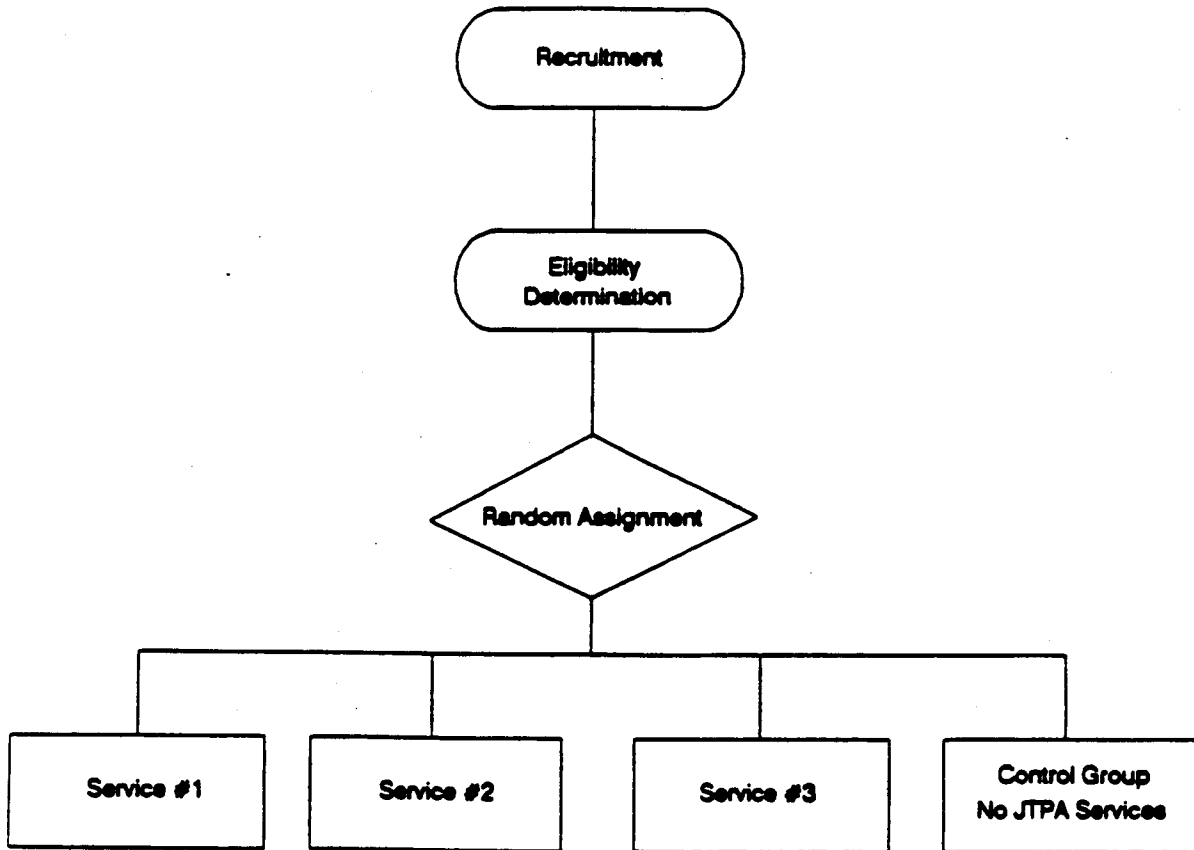 Recruitment
Eligibility
Determination
Random Assignment
Service #1
Service #2
Service #3
Control Group
No JTPA Services